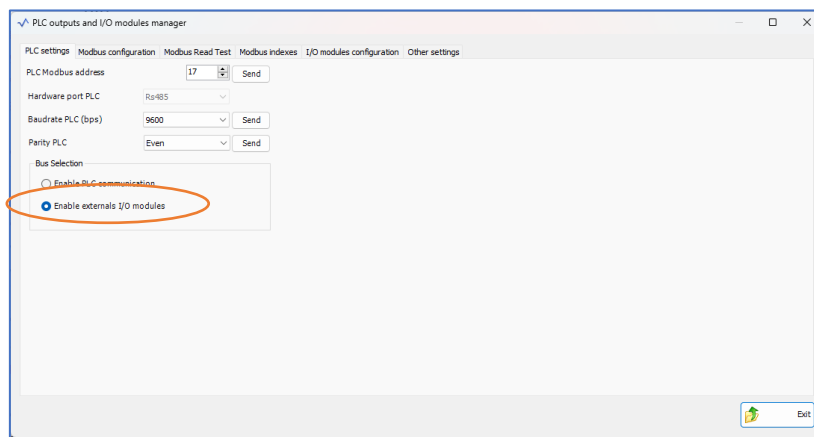 PLC outputs and I/O modules manager
PLC settings Modbus configuration Modbus Read Test Modbus indexes I/O modules configuration Other settings
PLC Modbus address 17 Send
Hardware port PLC Rs485
Baudrate PLC (bps) 9600 Send
Parity PLC Even Send
Bus Selection
Enable PLC communication
Enable externals I/O modules
Exit